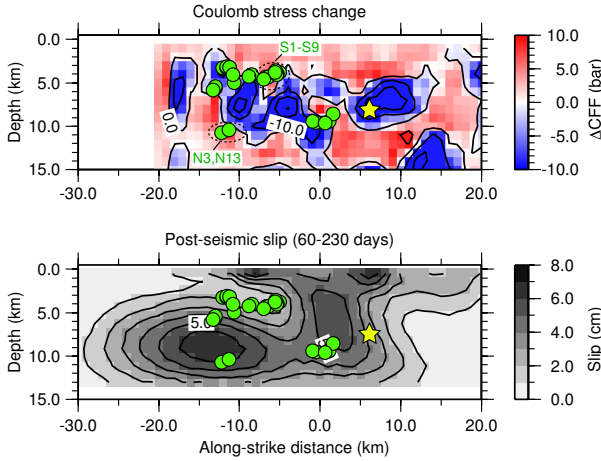 Coulomb stress change
S1-S9
0.0
5.0
10.0
15.0
Depth (km)
0.0
-10.0
N3,N13
-30.0 -20.0 -10.0 0.0 10.0 20.0
10.0
5.0
0.0
-5.0
-10.0
ΔCFF (bar)
Post-seismic slip (60-230 days)
0.0
5.0
10.0
15.0
Depth (km)
5.0
-30.0 -20.0 -10.0 0.0 10.0 20.0
Along-strike distance (km)
8.0
6.0
4.0
2.0
0.0
Slip (cm)